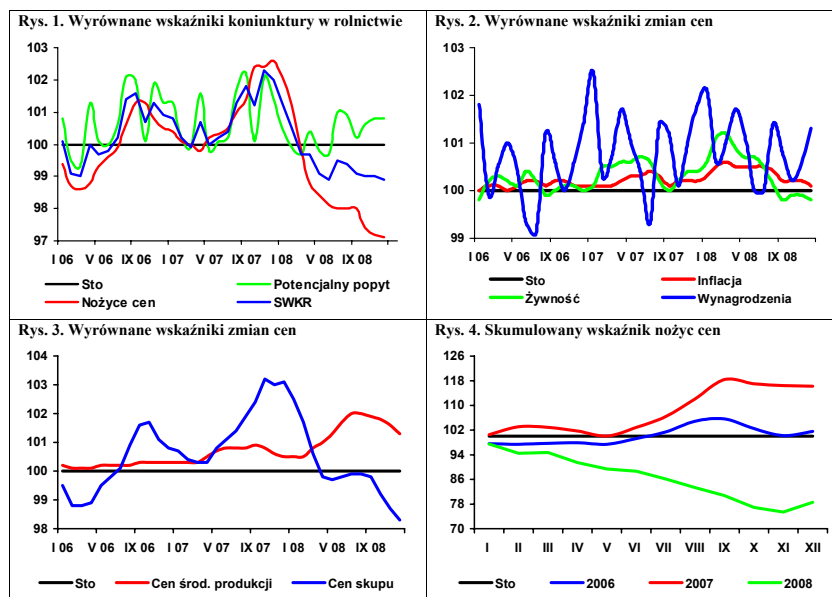 Rys. 1. Wyrównane wskaźniki koniunktury w rolnictwie
103
102
101
100
99
98
97
I 06 V 06 IX 06 I 07 V 07 IX 07 I 08 V 08 IX 08
Sto Potencjalny popyt
Nożyce cen SWKR
Rys. 2. Wyrównane wskaźniki zmian cen
103
102
101
100
99
I 06 V 06 IX 06 I 07 V 07 IX 07 I 08 V 08 IX 08
Sto Inflacja
Żywność Wynagrodzenia
Rys. 3. Wyrównane wskaźniki zmian cen
104
103
102
101
100
99
98
I 06 V 06 IX 06 I 07 V 07 IX 07 I 08 V 08 IX 08
Sto Cen środ. produkcji Cen skupu
Rys. 4. Skumulowany wskaźnik nożyc cen
126
118
110
102
94
86
78
70
I II III IV V VI VII VIII IX X XI XII
Sto 2006 2007 2008